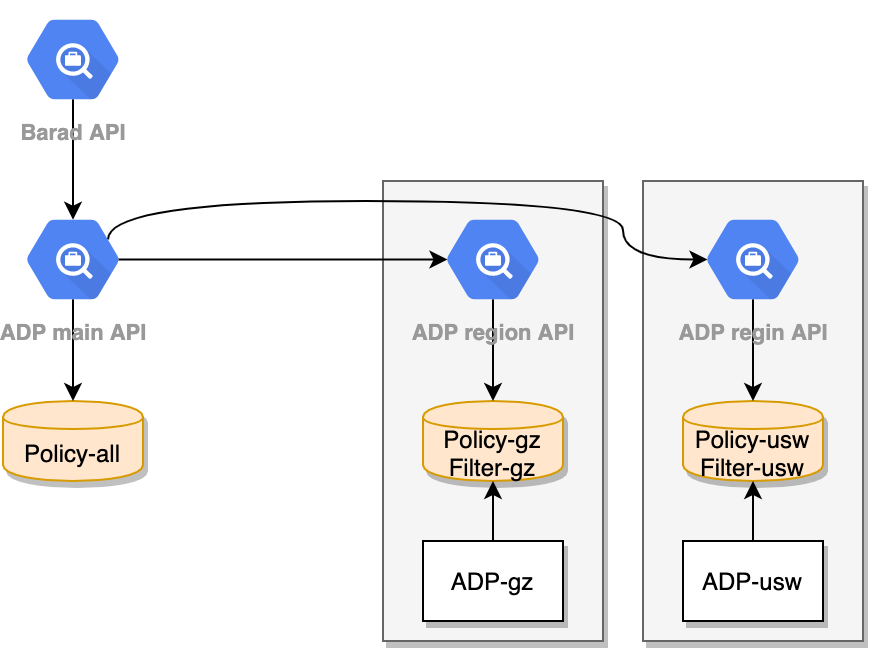 Barad API
ADP main API
ADP region API
ADP regin API
Policy-all
Policy-gz
Filter-gz
Policy-usw
Filter-usw
ADP-gz
ADP-usw